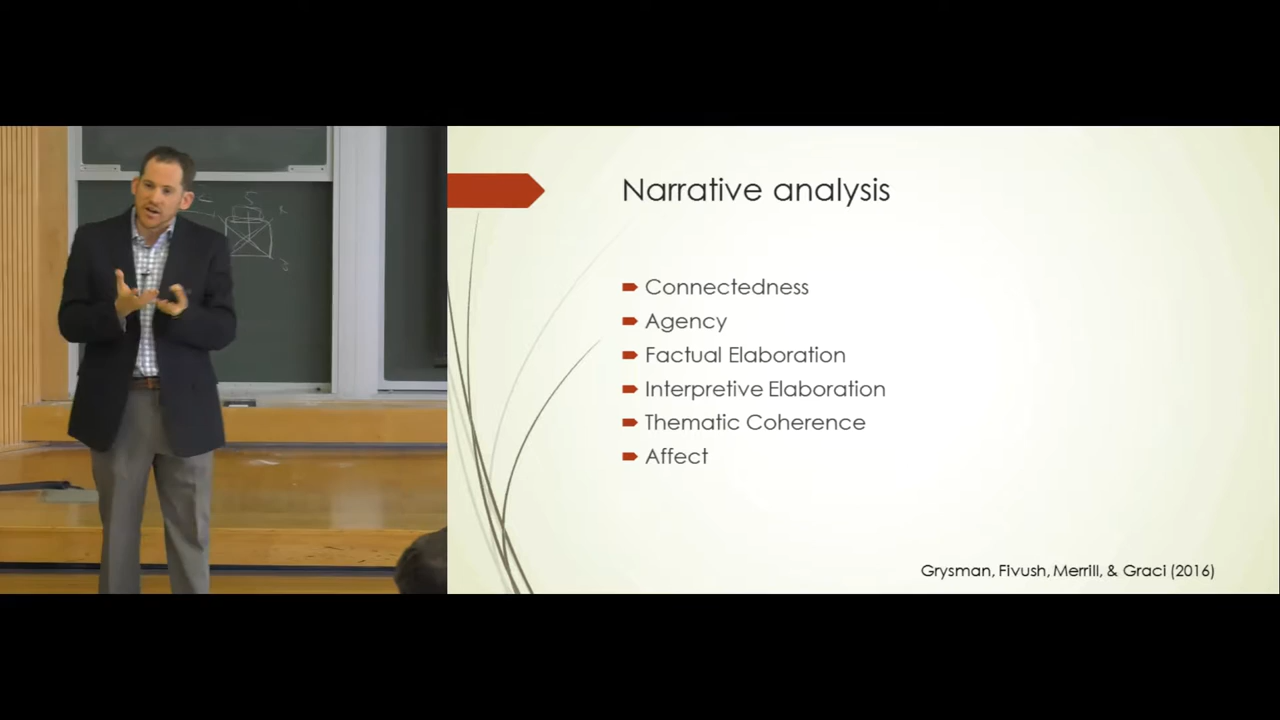 Narrative analysis
Connectedness
Agency
Factual Elaboration
Interpretive Elaboration
Thematic Coherence
Affect
Grysman, Fivush, Merrill, & Graci (2016)